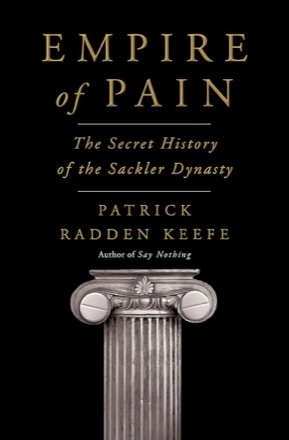 EMPIRE
of PAIN
The Secret History
of the Sackler Dynasty
PATRICK
RADDEN KEEFE
Author of Say Nothing